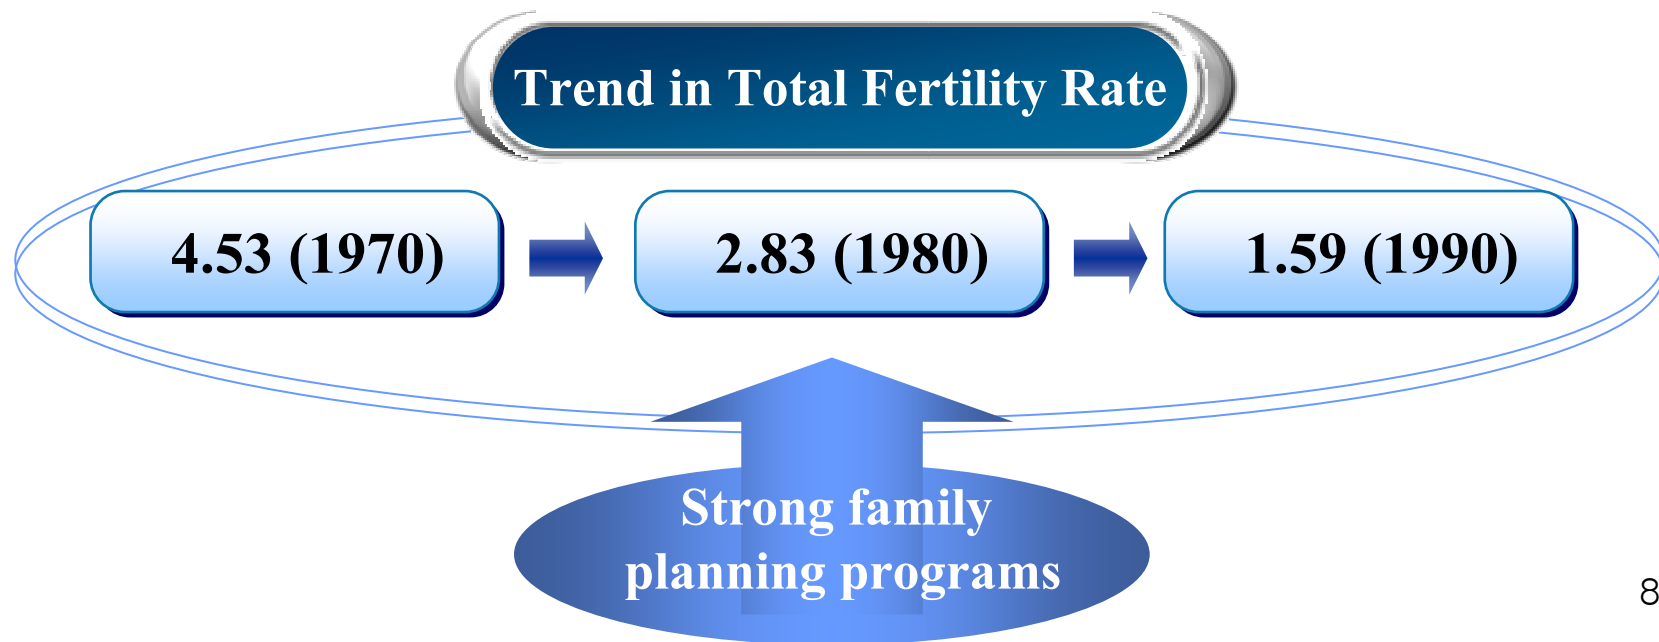 Trend in Total Fertility Rate
4.53 (1970)
2.83 (1980)
1.59 (1990)
Strong family
planning programs
8